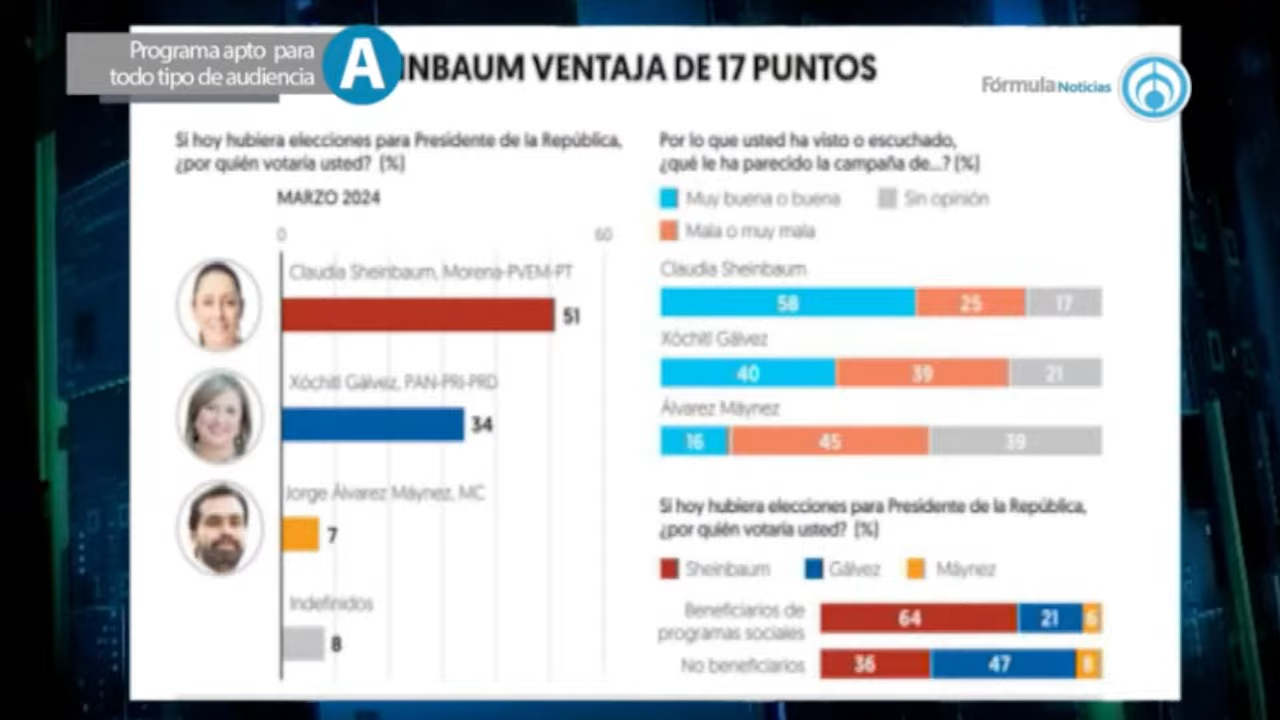 Programa apto para
todo tipo de audiencia
A
INBAUM VENTAJA DE 17 PUNTOS
Fórmula Noticias
Si hoy hubiera elecciones para Presidente de la República,
¿por quién votaría usted? (%)
MARZO 2024
0 60
Claudia Sheinbaum, Morena-PVEM-PT
51
Xóchitl Gálvez, PAN-PRI-PRD
34
Jorge Álvarez Máynez, MC
7
Indefinidos
8
Por lo que usted ha visto o escuchado,
¿qué le ha parecido la campaña de...? (%)
Muy buena o buena Sin opinión
Mala o muy mala
Claudia Sheinbaum
58 25 17
Xóchitl Gálvez
40 39 21
Álvarez Máynez
16 45 39
Si hoy hubiera elecciones para Presidente de la República,
¿por quién votaría usted? (%)
Sheinbaum Gálvez Máynez
Beneficiarios de
programas sociales
64 21 6
No beneficiarios 36 47 8